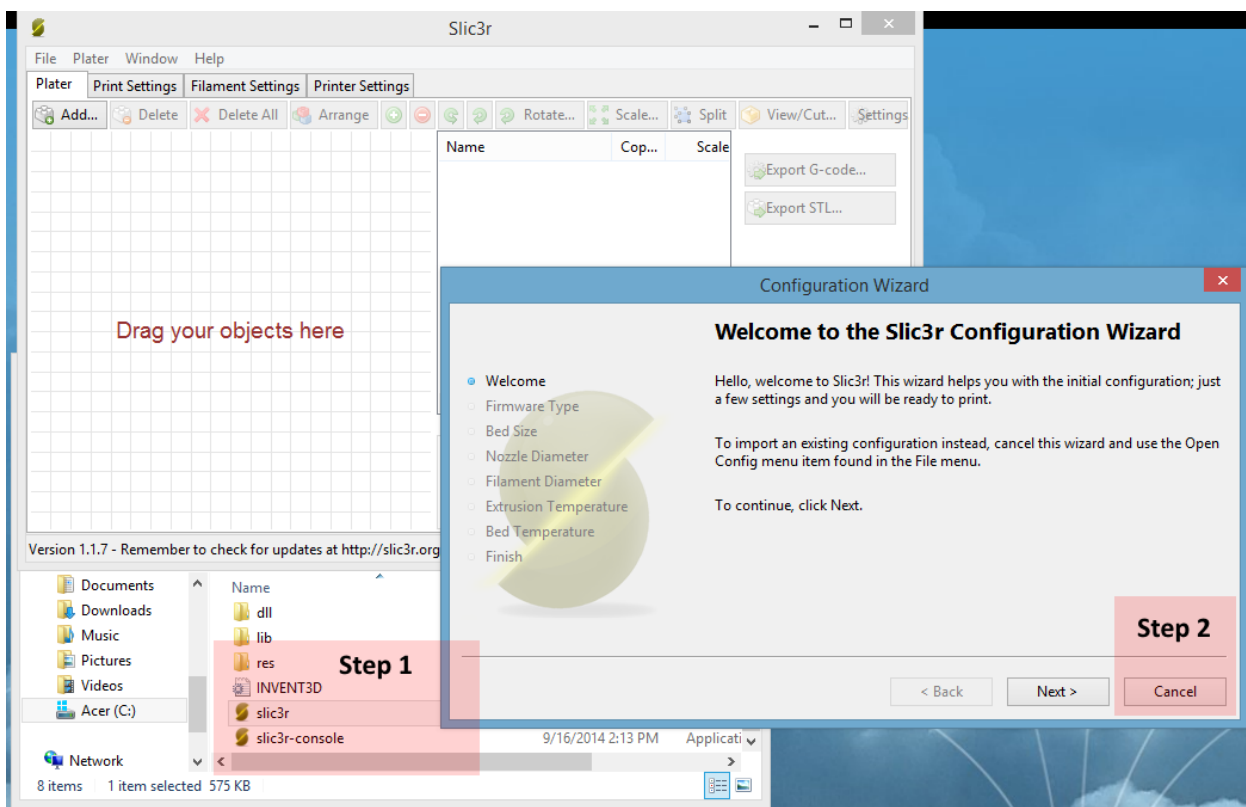 Slic3r
File Plater Window Help
Plater Print Settings Filament Settings Printer Settings
Add... Delete Delete All Arrange Rotate... Scale... Split View/Cut... Settings
Name Cop... Scale
Export G-code...
Export STL...
Drag your objects here
Version 1.1.7 - Remember to check for updates at http://slic3r.org
Configuration Wizard
Welcome to the Slic3r Configuration Wizard
Welcome
Firmware Type
Bed Size
Nozzle Diameter
Filament Diameter
Extrusion Temperature
Bed Temperature
Finish
Hello, welcome to Slic3r! This wizard helps you with the initial configuration; just
a few settings and you will be ready to print.
To import an existing configuration instead, cancel this wizard and use the Open
Config menu item found in the File menu.
To continue, click Next.
Step 2
< Back Next > Cancel
Documents
Downloads
Music
Pictures
Videos
Acer (C:)
Network
Name
dll
lib
res
Step 1
INVENT3D
slic3r
slic3r-console 9/16/2014 2:13 PM Applicati
8 items 1 item selected 575 KB